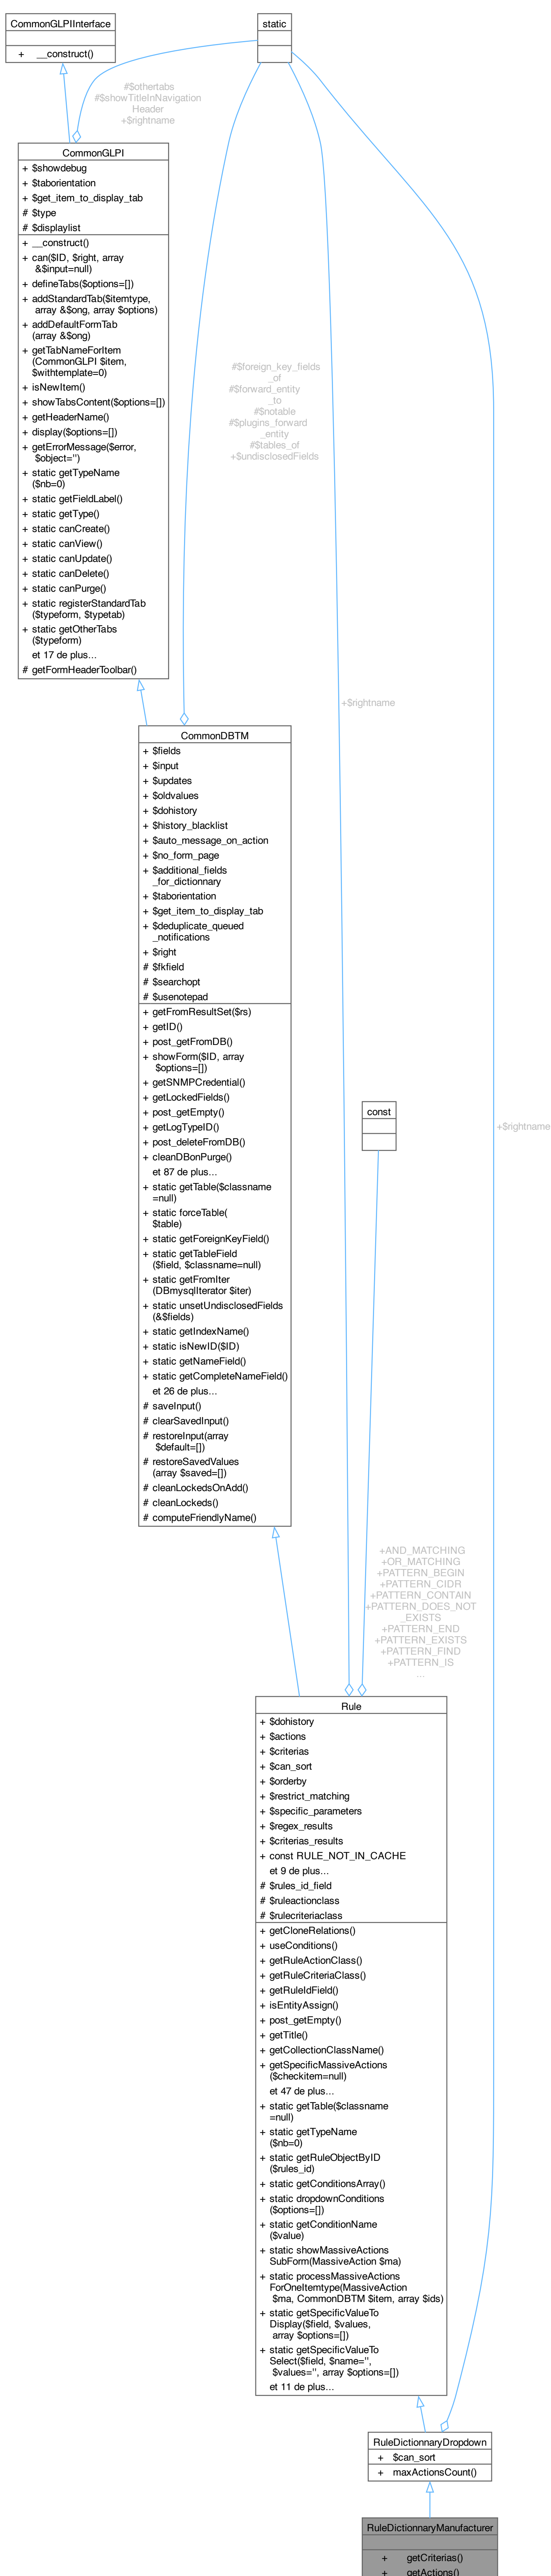 CommonGLPIInterface
+ __construct()
static
#$othertabs
#$showTitleInNavigation
Header
+$rightname
CommonGLPI
+ $showdebug
+ $taborientation
+ $get_item_to_display_tab
# $type
# $displaylist
+ __construct()
+ can($ID, $right, array
&$input=null)
+ defineTabs($options=[])
+ addStandardTab($itemtype,
array &$ong, array $options)
+ addDefaultFormTab
(array &$ong)
+ getTabNameForItem
(CommonGLPI $item,
$withtemplate=0)
+ isNewItem()
+ showTabsContent($options=[])
+ getHeaderName()
+ display($options=[])
+ getErrorMessage($error,
$object='')
+ static getTypeName
($nb=0)
+ static getFieldLabel()
+ static getType()
+ static canCreate()
+ static canView()
+ static canUpdate()
+ static canDelete()
+ static canPurge()
+ static registerStandardTab
($typeform, $typetab)
+ static getOtherTabs
($typeform)
et 17 de plus...
# getFormHeaderToolbar()
#$foreign_key_fields
_of
#$forward_entity
_to
#$notable
#$plugins_forward
_entity
#$tables_of
+$undisclosedFields
+$rightname
CommonDBTM
+ $fields
+ $input
+ $updates
+ $oldvalues
+ $dohistory
+ $history_blacklist
+ $auto_message_on_action
+ $no_form_page
+ $additional_fields
_for_dictionnary
+ $taborientation
+ $get_item_to_display_tab
+ $deduplicate_queued
_notifications
+ $right
# $fkfield
# $searchopt
# $usenotepad
+ getFromResultSet($rs)
+ getID()
+ post_getFromDB()
+ showForm($ID, array
$options=[])
+ getSNMPCredential()
+ getLockedFields()
+ post_getEmpty()
+ getLogTypeID()
+ post_deleteFromDB()
+ cleanDBonPurge()
et 87 de plus...
+ static getTable($classname
=null)
+ static forceTable(
$table)
+ static getForeignKeyField()
+ static getTableField
($field, $classname=null)
+ static getFromIter
(DBmysqlIterator $iter)
+ static unsetUndisclosedFields
(&$fields)
+ static getIndexName()
+ static isNewID($ID)
+ static getNameField()
+ static getCompleteNameField()
et 26 de plus...
# saveInput()
# clearSavedInput()
# restoreInput(array
$default=[])
# restoreSavedValues
(array $saved=[])
# cleanLockedsOnAdd()
# cleanLockeds()
# computeFriendlyName()
const
+$rightname
+AND_MATCHING
+OR_MATCHING
+PATTERN_BEGIN
+PATTERN_CIDR
+PATTERN_CONTAIN
+PATTERN_DOES_NOT
_EXISTS
+PATTERN_END
+PATTERN_EXISTS
+PATTERN_FIND
+PATTERN_IS
...
Rule
+ $dohistory
+ $actions
+ $criterias
+ $can_sort
+ $orderby
+ $restrict_matching
+ $specific_parameters
+ $regex_results
+ $criterias_results
+ const RULE_NOT_IN_CACHE
et 9 de plus...
# $rules_id_field
# $ruleactionclass
# $rulecriteriaclass
+ getCloneRelations()
+ useConditions()
+ getRuleActionClass()
+ getRuleCriteriaClass()
+ getRuleIdField()
+ isEntityAssign()
+ post_getEmpty()
+ getTitle()
+ getCollectionClassName()
+ getSpecificMassiveActions
($checkitem=null)
et 47 de plus...
+ static getTable($classname
=null)
+ static getTypeName
($nb=0)
+ static getRuleObjectByID
($rules_id)
+ static getConditionsArray()
+ static dropdownConditions
($options=[])
+ static getConditionName
($value)
+ static showMassiveActions
SubForm(MassiveAction $ma)
+ static processMassiveActions
ForOneItemtype(MassiveAction
$ma, CommonDBTM $item, array $ids)
+ static getSpecificValueTo
Display($field, $values,
array $options=[])
+ static getSpecificValueTo
Select($field, $name='',
$values='', array $options=[])
et 11 de plus...
RuleDictionnaryDropdown
+ $can_sort
+ maxActionsCount()
RuleDictionnaryManufacturer
+ getCriterias()
+ getActions()